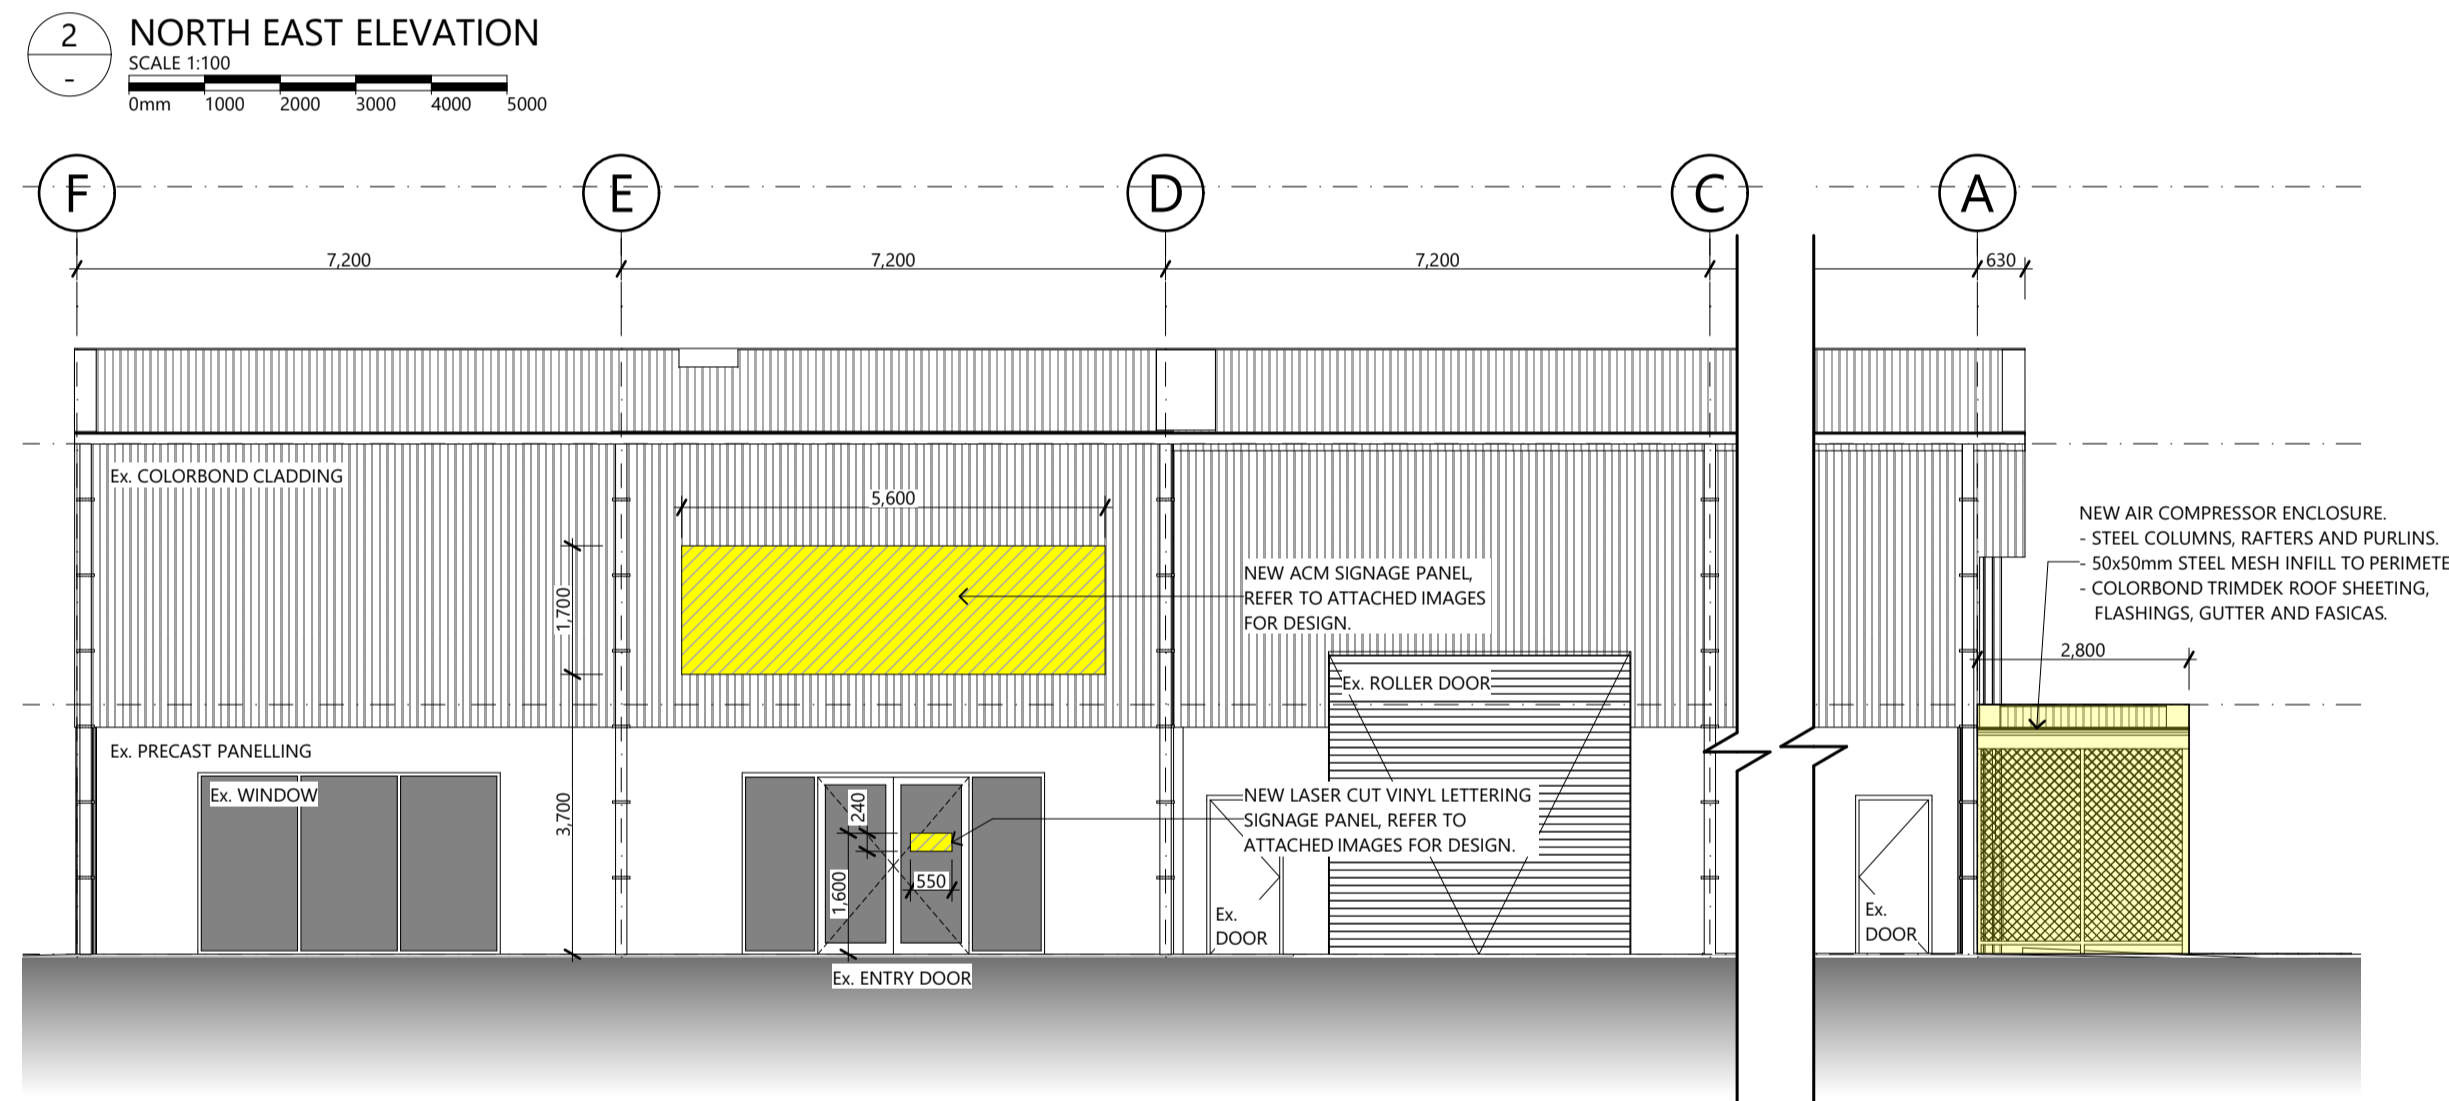 2
-
NORTH EAST ELEVATION
SCALE 1:100
0mm 1000 2000 3000 4000 5000
F E D C A
7,200 7,200 7,200 630
Ex. COLORBOND CLADDING
5,600
1,700
NEW ACM SIGNAGE PANEL,
REFER TO ATTACHED IMAGES
FOR DESIGN.
NEW AIR COMPRESSOR ENCLOSURE.
- STEEL COLUMNS, RAFTERS AND PURLINS.
- 50x50mm STEEL MESH INFILL TO PERIMETE
- COLORBOND TRIMDEK ROOF SHEETING,
FLASHINGS, GUTTER AND FASICAS.
2,800
Ex. ROLLER DOOR
Ex. PRECAST PANELLING
Ex. WINDOW
3,700
240
1,600
550
NEW LASER CUT VINYL LETTERING
SIGNAGE PANEL, REFER TO
ATTACHED IMAGES FOR DESIGN.
Ex.
DOOR
Ex.
DOOR
Ex. ENTRY DOOR